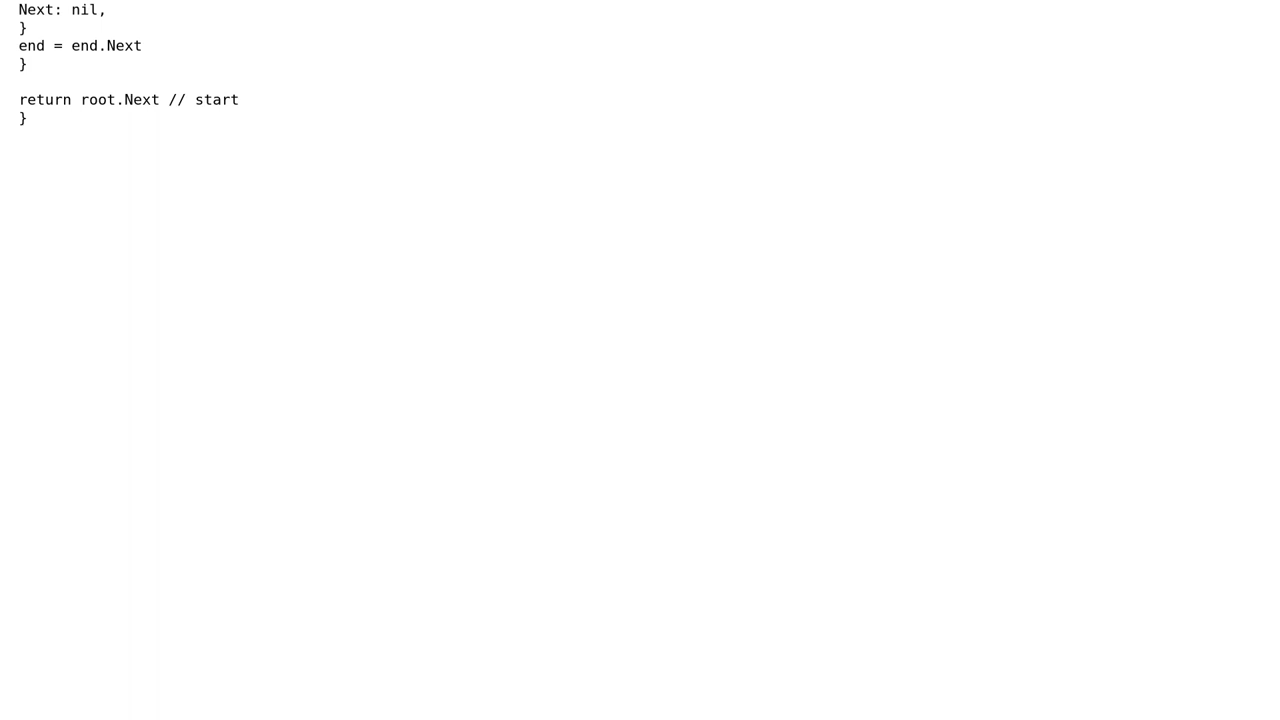 Next: nil,
}
end = end.Next
}

return root.Next // start
}